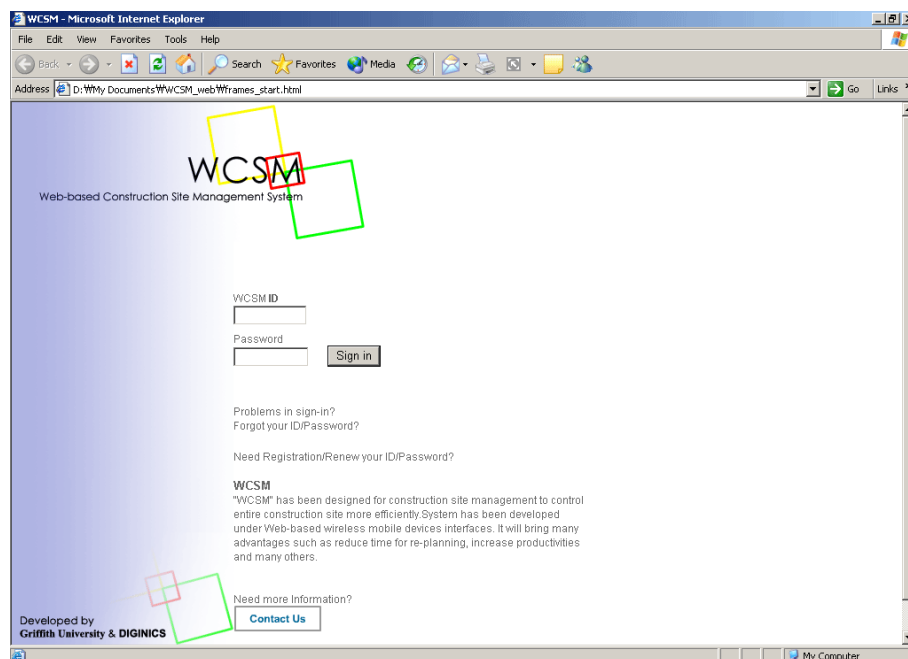 WCSM - Microsoft Internet Explorer
File Edit View Favorites Tools Help
Back Search Favorites Media
Address D:₩My Documents₩WCSM_web₩frames_start.html Go Links
WCSM
Web-based Construction Site Management System
WCSM ID
Password
Sign in
Problems in sign-in?
Forgot your ID/Password?
Need Registration/Renew your ID/Password?
WCSM
"WCSM" has been designed for construction site management to control
entire construction site more efficiently.System has been developed
under Web-based wireless mobile devices interfaces. It will bring many
advantages such as reduce time for re-planning, increase productivities
and many others.
Need more Information?
Contact Us
Developed by
Griffith University & DIGINICS
My Computer